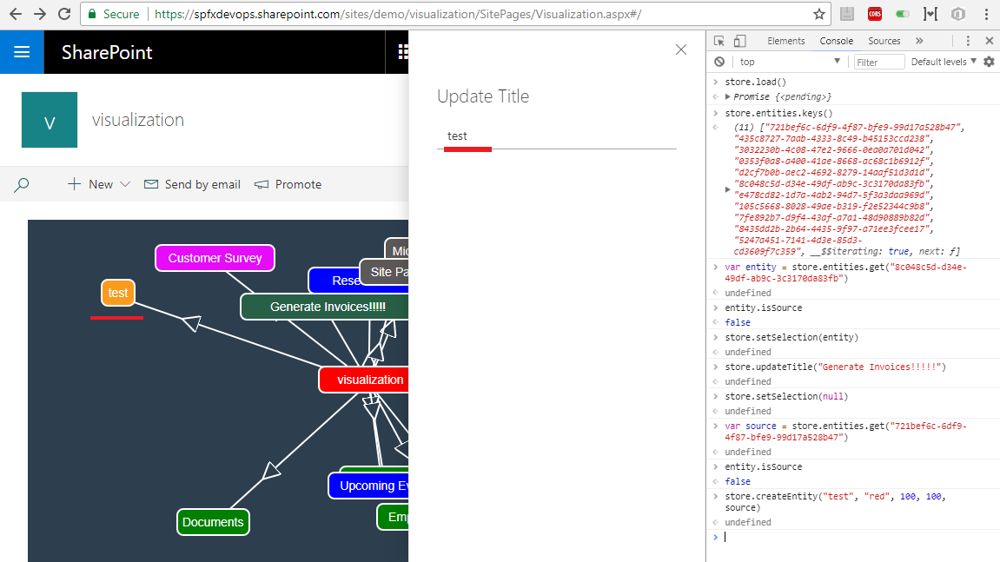 Secure
https://spfxdevops.sharepoint.com/sites/demo/visualization/SitePages/Visualization.aspx#/
CORS
SharePoint
V
visualization
New
Send by email
Promote
Customer Survey
Mic
Site Pa
Rese
test
Generate Invoices!!!!!
visualization
Upcoming Ev
Documents
Emp
Update Title
test
Elements Console Sources »
top Filter Default levels
store.load()
Promise {<pending>}
store.entities.keys()
(11) ["721bef6c-6df9-4f87-bfe9-99d17a528b47",
"435c8727-7aab-4333-8c49-b45153ccd238",
"3032230b-4c08-47e2-9666-0ea0a701d042",
"0353f0a8-a400-41ae-8668-ac68c1b6912f",
"d2cf7b0b-aec2-4692-8279-14aaf51d3d1d",
"8c048c5d-d34e-49df-ab9c-3c3170da83fb",
"e478cd82-1d7a-4ab2-94d7-5f3a3daa969d",
"105c5668-8028-49ae-b319-f2e52344c9b8",
"7fe892b7-d9f4-43af-a7a1-48d90889b82d",
"8435dd2b-2b64-4435-9f97-a71ee3fcee17",
"5247a451-7141-4d3e-85d3-
cd3609f7c359", __$$iterating: true, next: ƒ]
var entity = store.entities.get("8c048c5d-d34e-
49df-ab9c-3c3170da83fb")
undefined
entity.isSource
false
store.setSelection(entity)
undefined
store.updateTitle("Generate Invoices!!!!!")
undefined
store.setSelection(null)
undefined
var source = store.entities.get("721bef6c-6df9-
4f87-bfe9-99d17a528b47")
undefined
entity.isSource
false
store.createEntity("test", "red", 100, 100,
source)
undefined